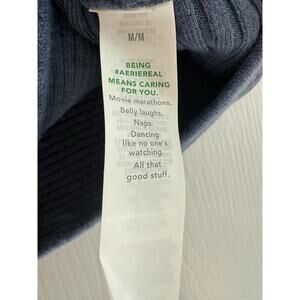 M/M
BEING
#AERIEREAL
MEANS CARING
FOR YOU.
Movie marathons.
Belly laughs.
Naps.
Dancing
like no one's
watching.
All that
good stuff.